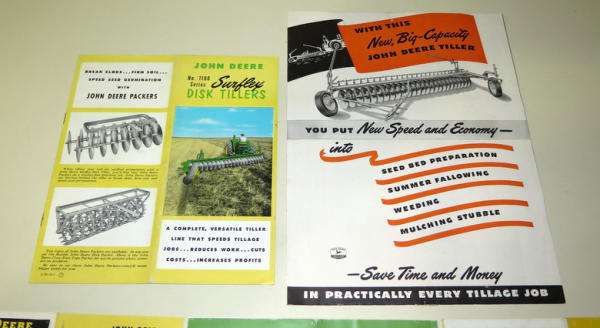 BREAK CLODS...FIRM SOIL...
SPEED SEED GERMINATION
WITH
JOHN DEERE PACKERS
JOHN DEERE
No. 1100
Series
Surflex
DISK TILLERS
A COMPLETE, VERSATILE TILLER
LINE THAT SPEEDS TILLAGE
JOBS...REDUCES WORK...CUTS
COSTS...INCREASES PROFITS
WITH THIS
New, Big-Capacity
JOHN DEERE TILLER
YOU PUT New Speed and Economy—
into
SEED BED PREPARATION
SUMMER FALLOWING
WEEDING
MULCHING STUBBLE
—Save Time and Money
IN PRACTICALLY EVERY TILLAGE JOB
DEERE
JOHN DEERE